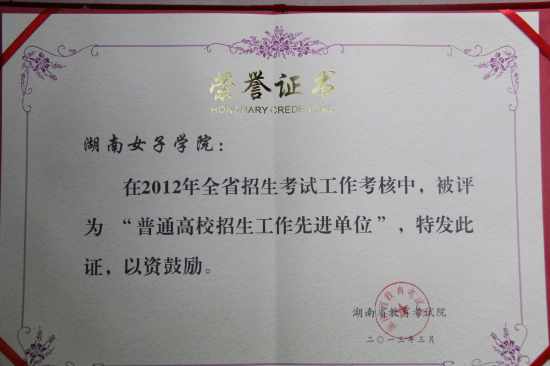 荣誉证书
HONORARY CREDENTIAL
湖南女子学院：
在2012年全省招生考试工作考核中，被评
为“普通高校招生工作先进单位”，特发此
证，以资鼓励。
湖南省教育考试院
二〇一三年三月